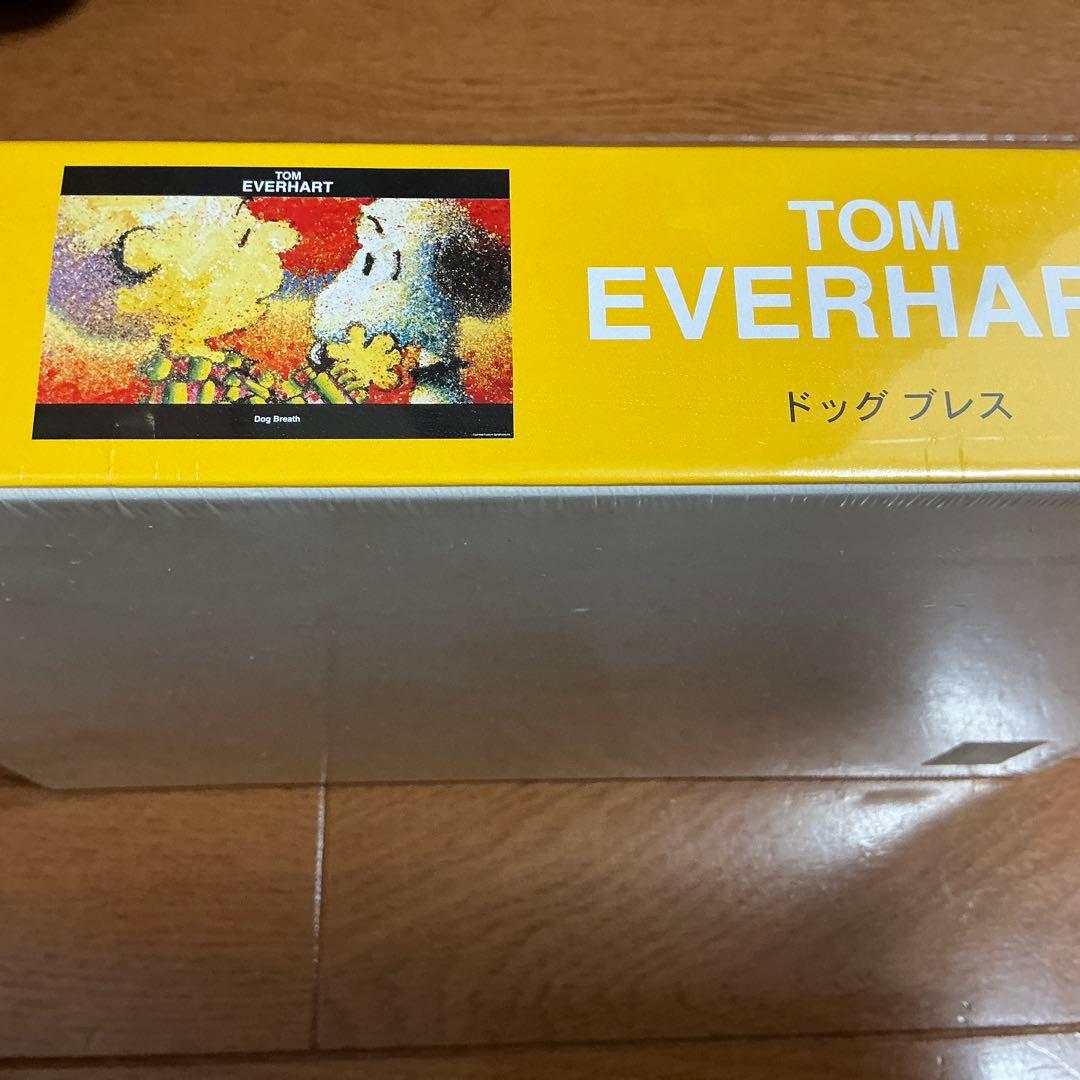 TOM
EVERHART
Dog Breath
TOM
EVERHAR
ドッグ ブレス